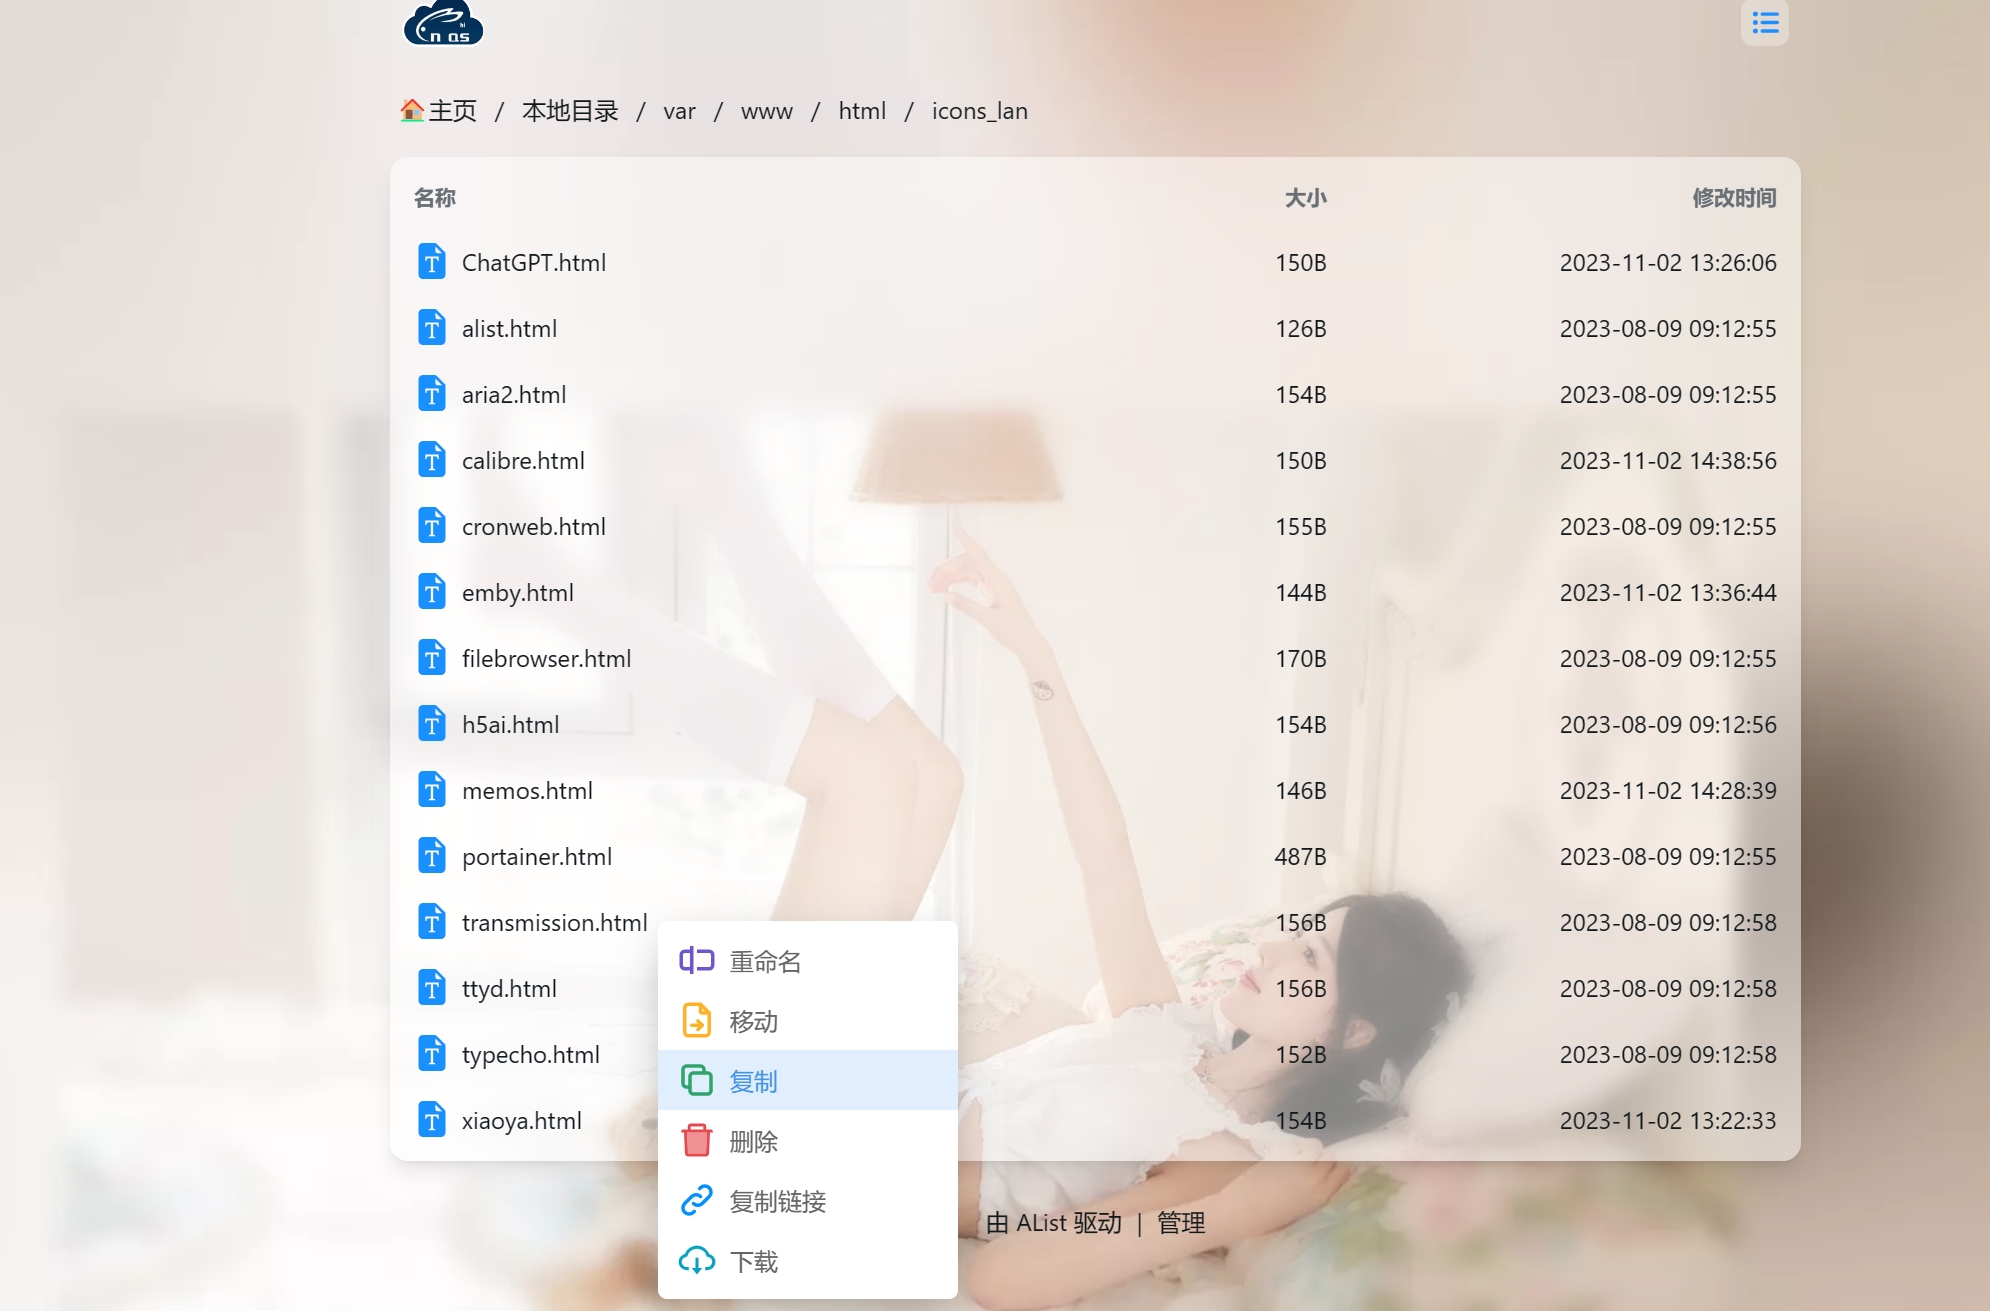 hi
n as
主页 / 本地目录 / var / www / html / icons_lan
名称 大小 修改时间
ChatGPT.html 150B 2023-11-02 13:26:06
alist.html 126B 2023-08-09 09:12:55
aria2.html 154B 2023-08-09 09:12:55
calibre.html 150B 2023-11-02 14:38:56
cronweb.html 155B 2023-08-09 09:12:55
emby.html 144B 2023-11-02 13:36:44
filebrowser.html 170B 2023-08-09 09:12:55
h5ai.html 154B 2023-08-09 09:12:56
memos.html 146B 2023-11-02 14:28:39
portainer.html 487B 2023-08-09 09:12:55
transmission.html 156B 2023-08-09 09:12:58
ttyd.html 156B 2023-08-09 09:12:58
typecho.html 152B 2023-08-09 09:12:58
xiaoya.html 154B 2023-11-02 13:22:33
重命名
移动
复制
删除
复制链接
下载
由 AList 驱动 | 管理